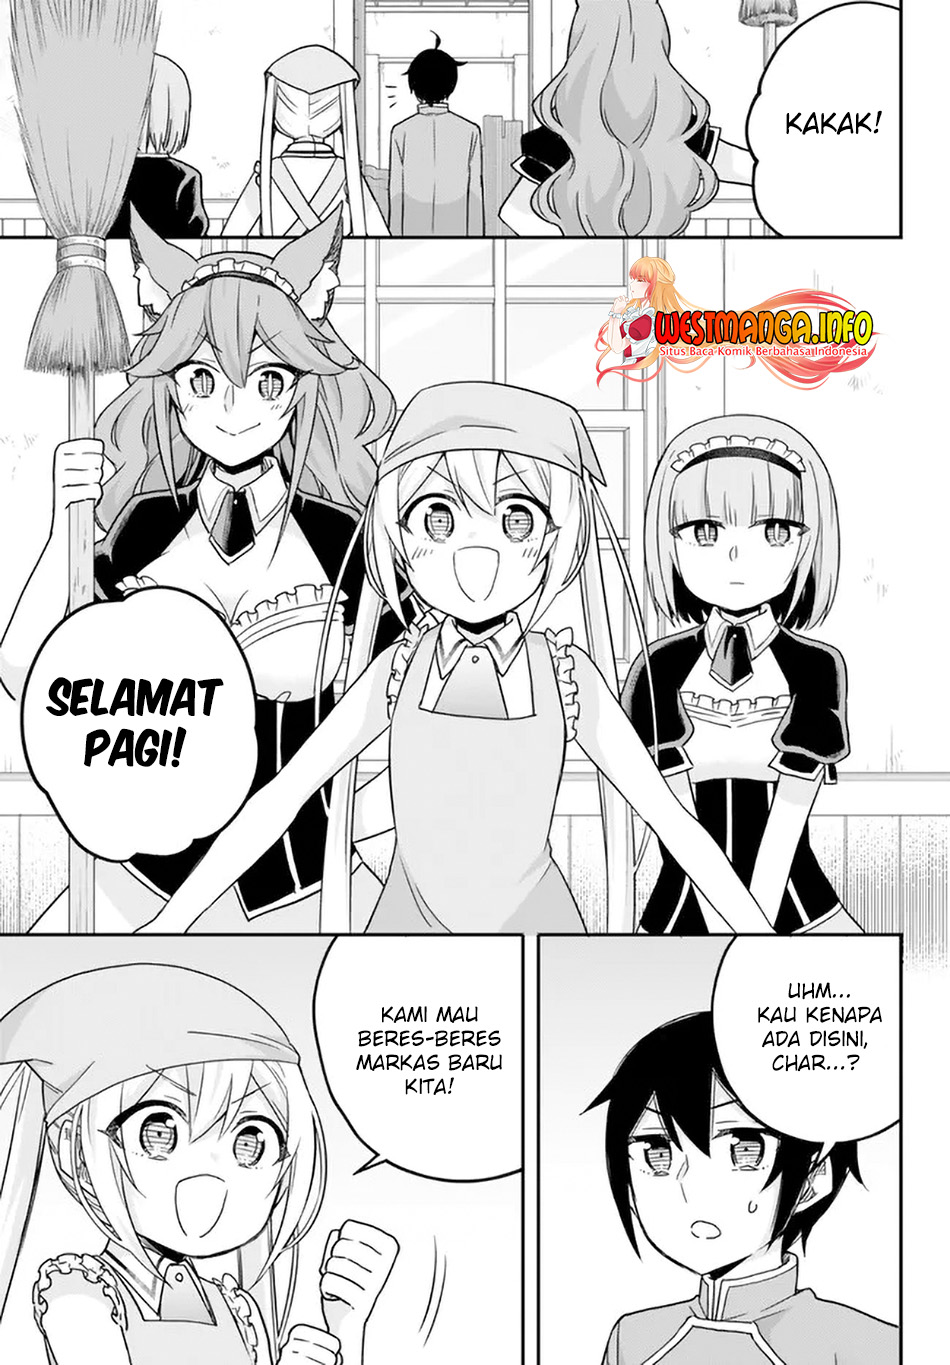 KAKAK!
WESTMANGA.INFO
Situs Baca Komik Berbahasa Indonesia
SELAMAT
PAGI!
UHM...
KAU KENAPA
ADA DISINI,
CHAR...?
KAMI MAU
BERES-BERES
MARKAS BARU
KITA!